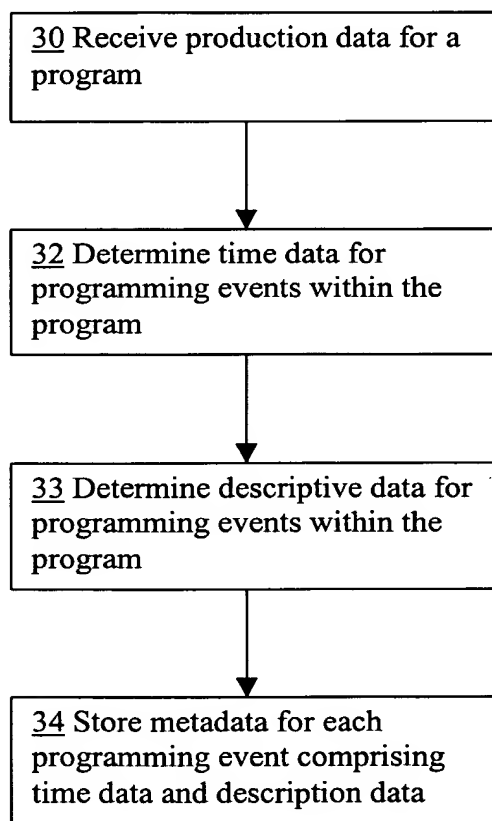 30 Receive production data for a
program
32 Determine time data for
programming events within the
program
33 Determine descriptive data for
programming events within the
program
34 Store metadata for each
programming event comprising
time data and description data